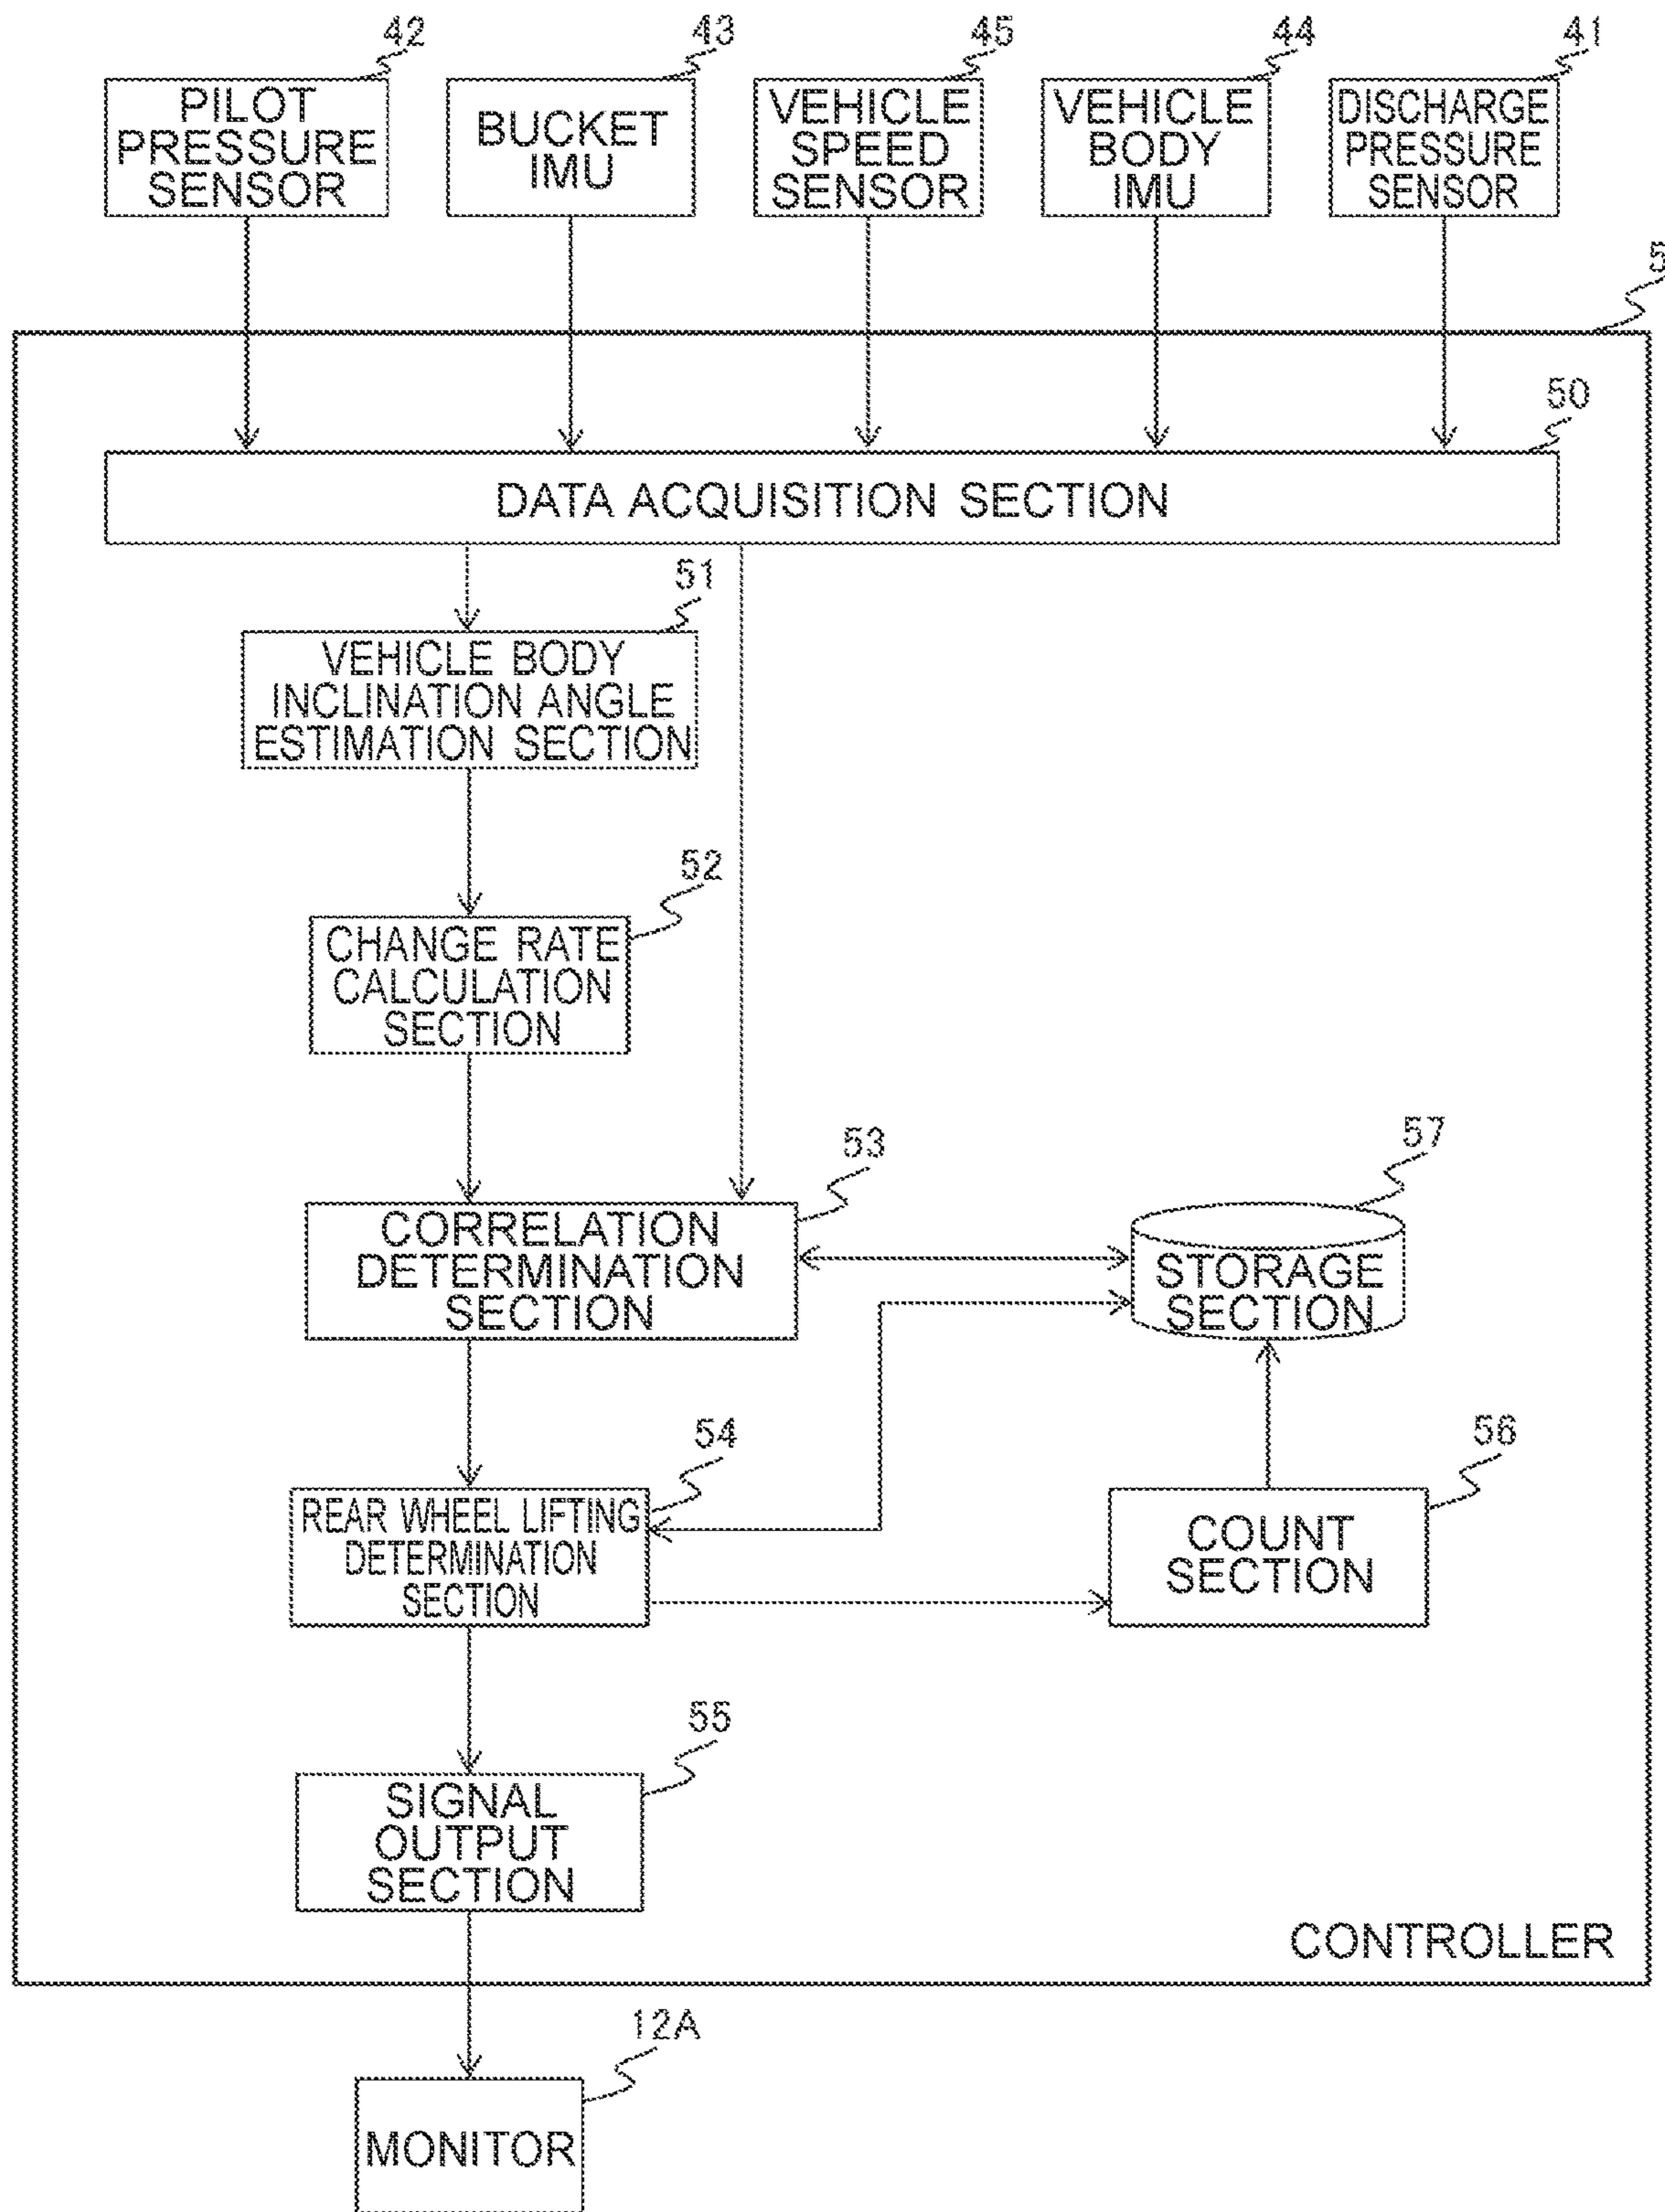 42
43
45
44
41
PILOT
PRESSURE
SENSOR
BUCKET
IMU
VEHICLE
SPEED
SENSOR
VEHICLE
BODY
IMU
DISCHARGE
PRESSURE
SENSOR
5
50
DATA ACQUISITION SECTION
51
VEHICLE BODY
INCLINATION ANGLE
ESTIMATION SECTION
52
CHANGE RATE
CALCULATION
SECTION
53
CORRELATION
DETERMINATION
SECTION
57
STORAGE
SECTION
54
REAR WHEEL LIFTING
DETERMINATION
SECTION
56
COUNT
SECTION
55
SIGNAL
OUTPUT
SECTION
CONTROLLER
12A
MONITOR